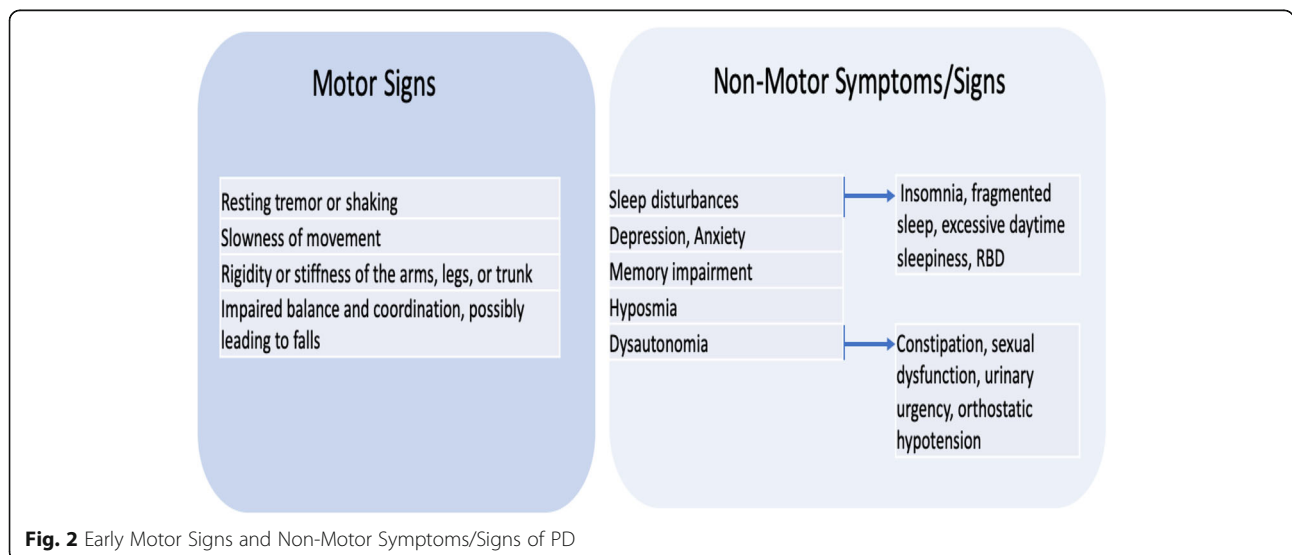 Motor Signs
Resting tremor or shaking
Slowness of movement
Rigidity or stiffness of the arms, legs, or trunk
Impaired balance and coordination, possibly
leading to falls
Non-Motor Symptoms/Signs
Sleep disturbances
Depression, Anxiety
Memory impairment
Hyposmia
Dysautonomia
Insomnia, fragmented
sleep, excessive daytime
sleepiness, RBD
Constipation, sexual
dysfunction, urinary
urgency, orthostatic
hypotension
Fig. 2 Early Motor Signs and Non-Motor Symptoms/Signs of PD